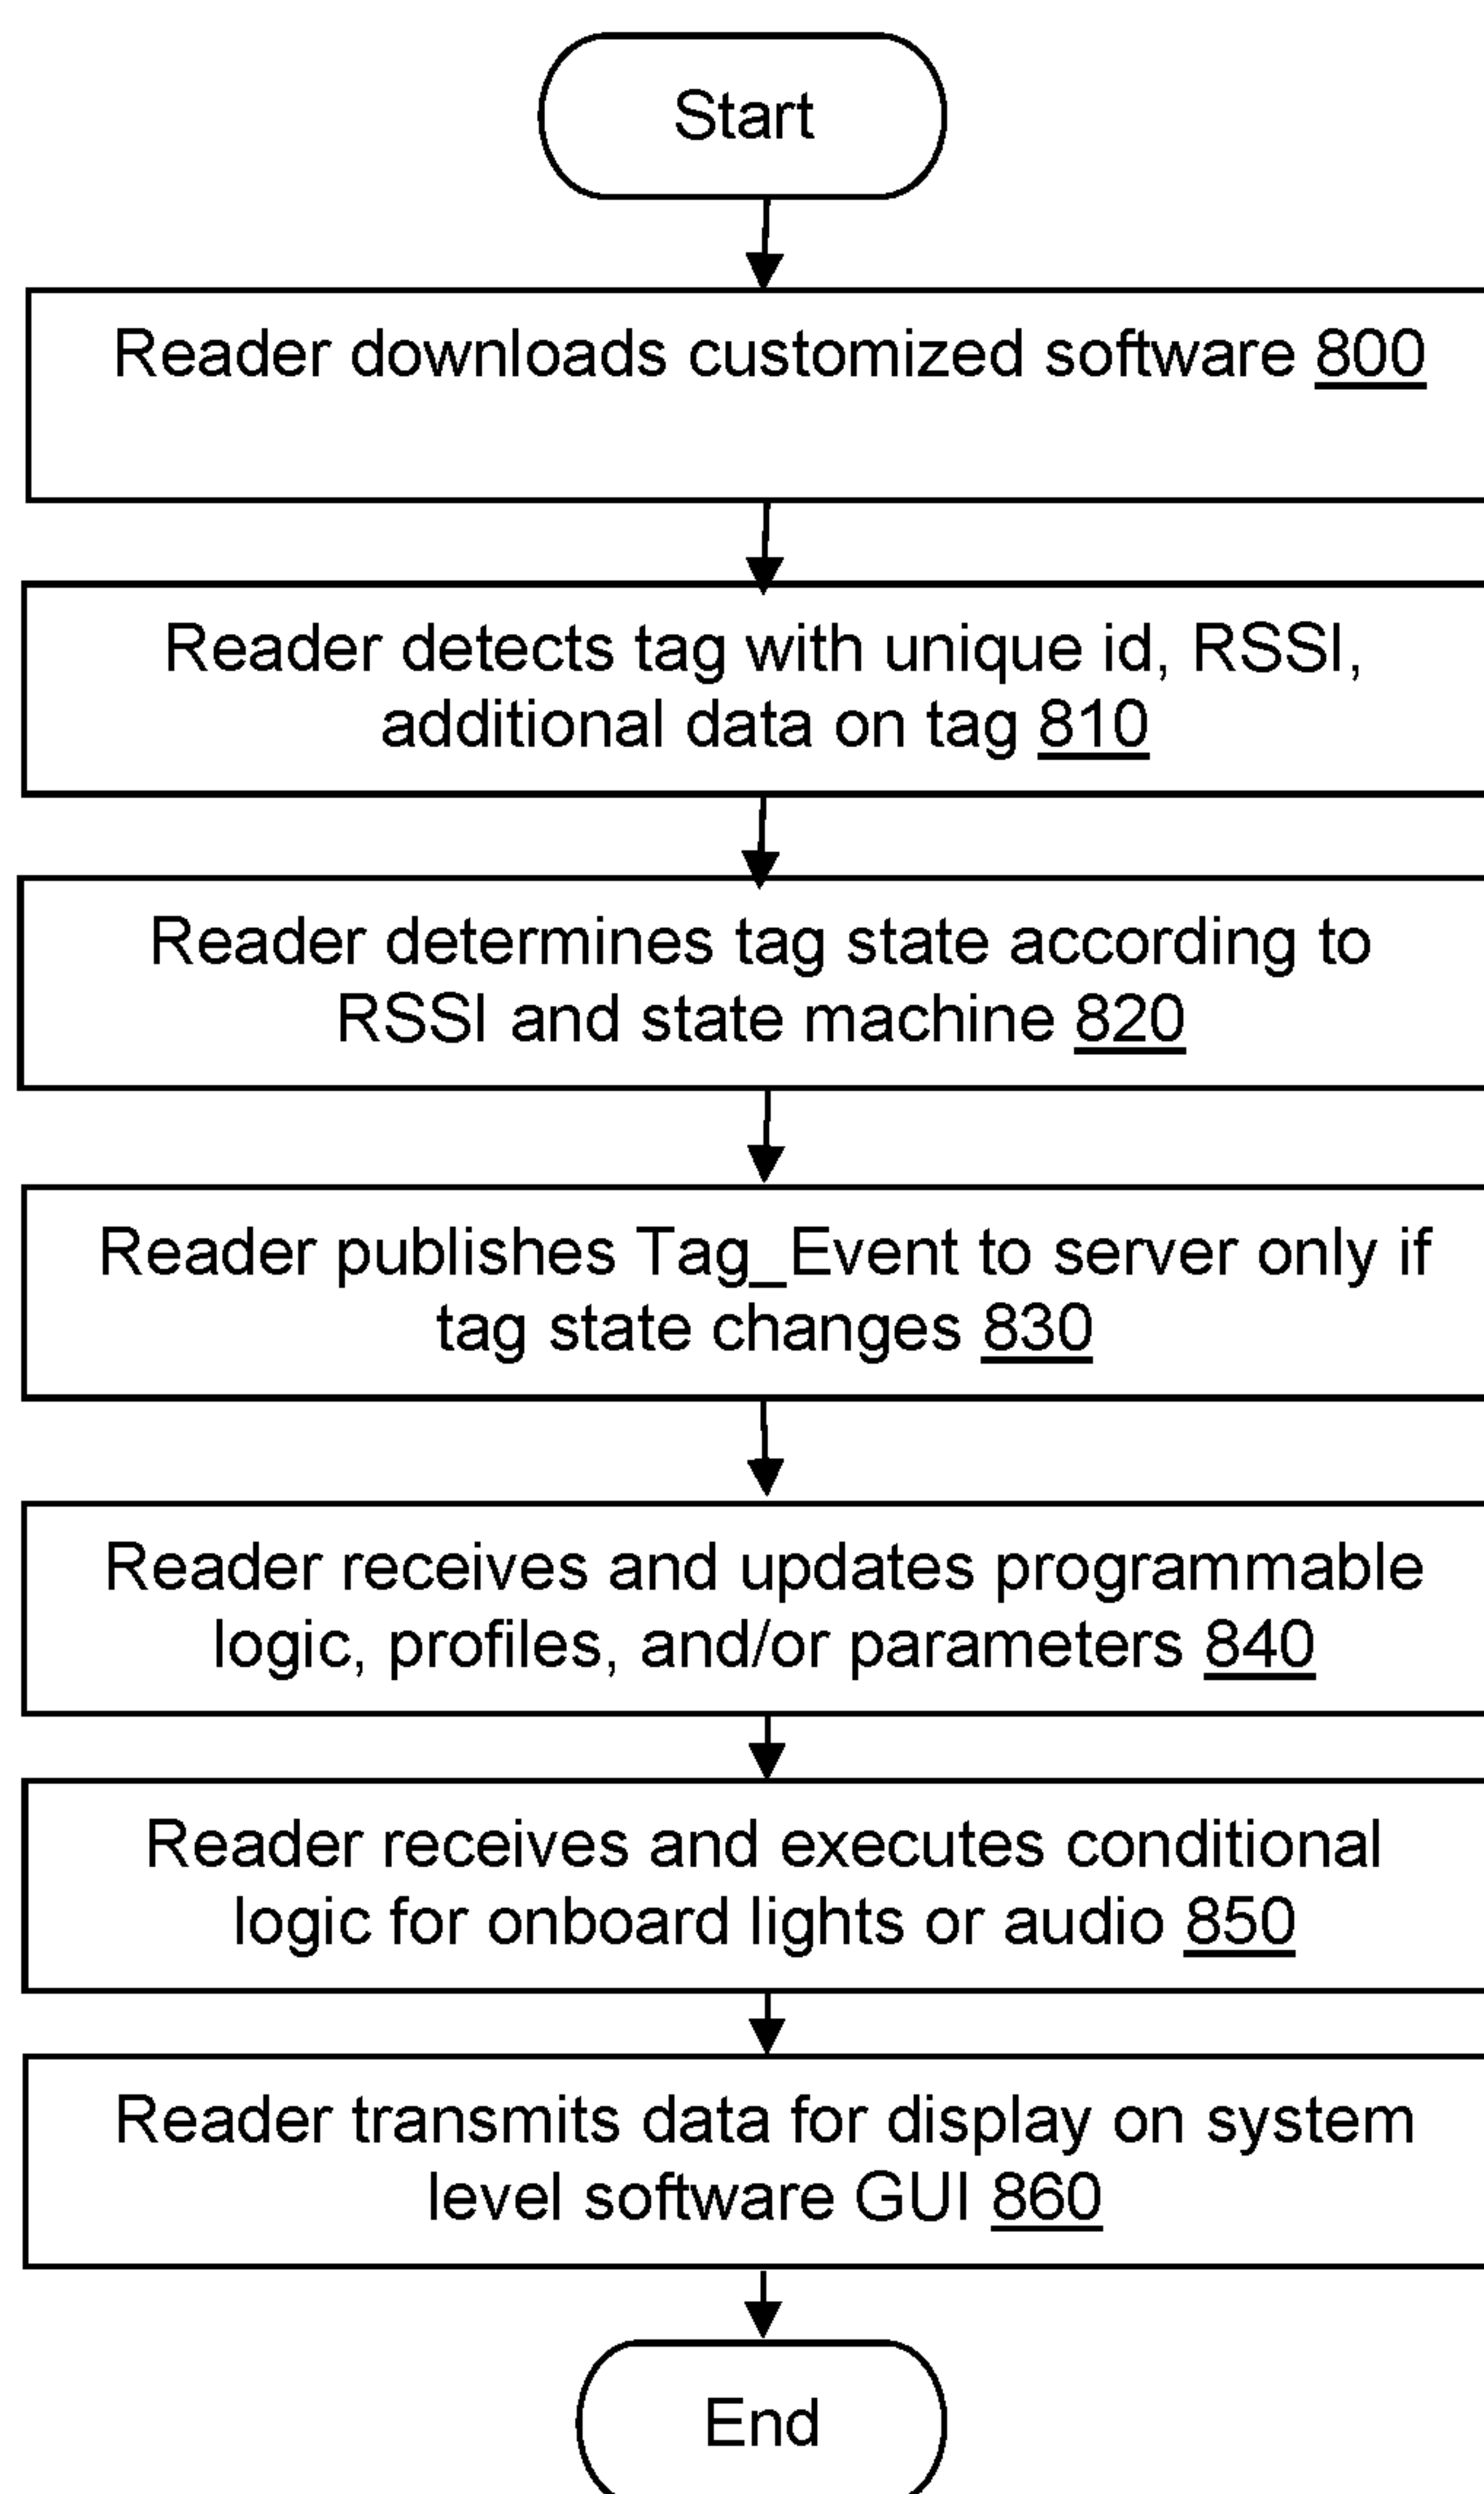 Start
Reader downloads customized software 800
Reader detects tag with unique id, RSSI,
additional data on tag 810
Reader determines tag state according to
RSSI and state machine 820
Reader publishes Tag_Event to server only if
tag state changes 830
Reader receives and updates programmable
logic, profiles, and/or parameters 840
Reader receives and executes conditional
logic for onboard lights or audio 850
Reader transmits data for display on system
level software GUI 860
End